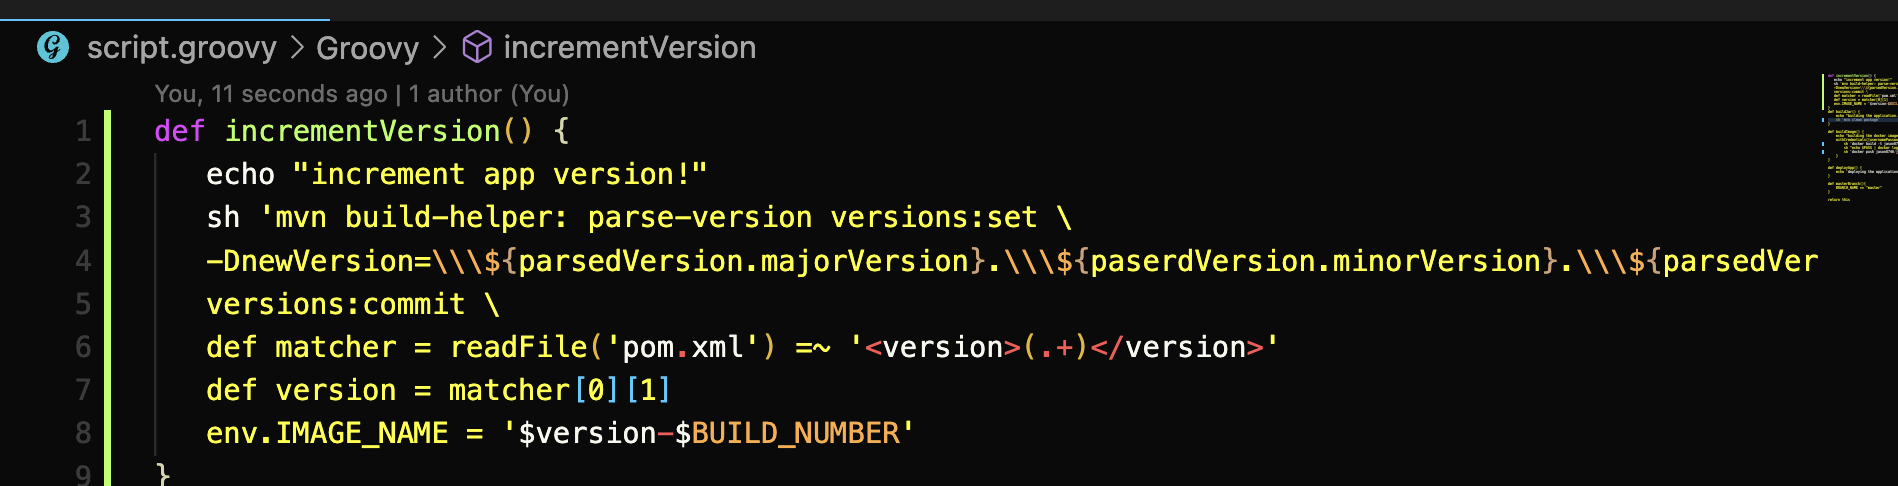 script.groovy > Groovy > incrementVersion
You, 11 seconds ago | 1 author (You)
1 def incrementVersion() {
2 echo "increment app version!"
3 sh 'mvn build-helper: parse-version versions:set \
4 -DnewVersion=\\\${parsedVersion.majorVersion}.\\\${paserdVersion.minorVersion}.\\\${parsedVer
5 versions:commit \
6 def matcher = readFile('pom.xml') =~ '<version>(.+)</version>'
7 def version = matcher[0][1]
8 env.IMAGE_NAME = '$version-$BUILD_NUMBER'
9 }